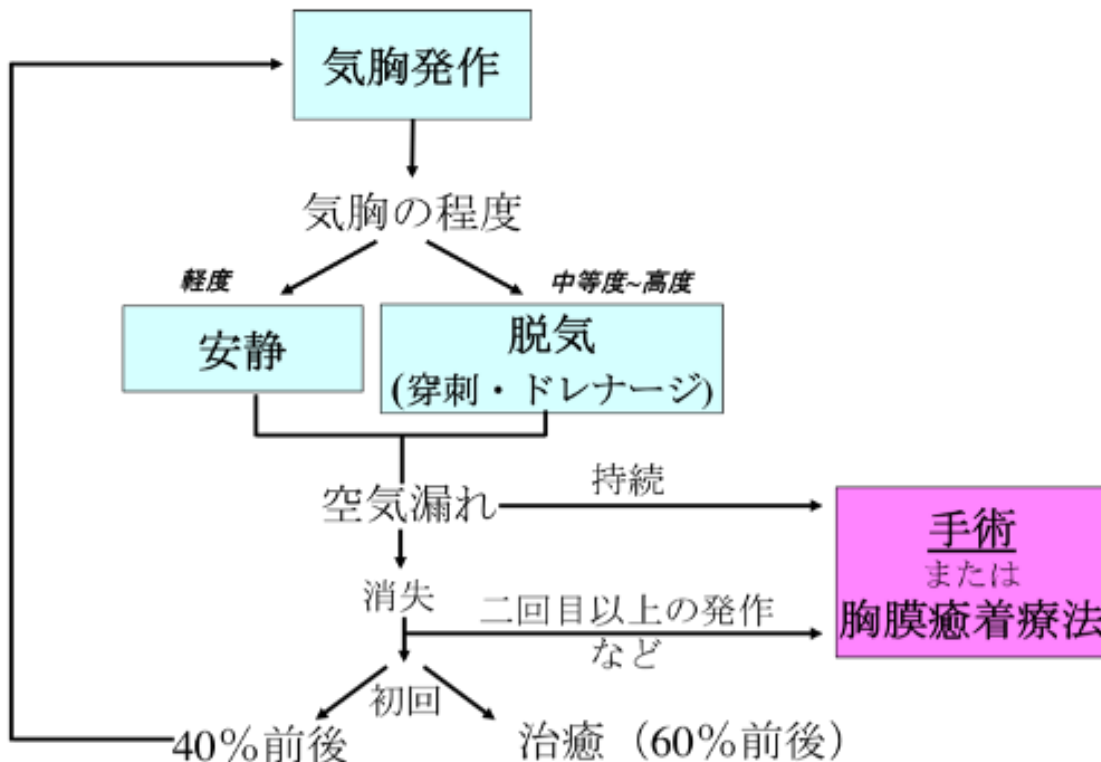 気胸発作
気胸の程度
軽度
中等度~高度
安静
脱気
(穿刺・ドレナージ)
空気漏れ
持続
手術
または
胸膜癒着療法
消失
二回目以上の発作
など
初回
40%前後
治癒（60%前後）